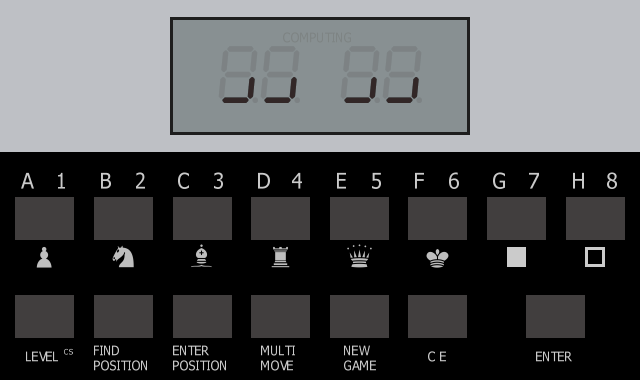 COMPUTING
A 1 B 2 C 3 D 4 E 5 F 6 G 7 H 8
LEVEL CS
FIND
POSITION
ENTER
POSITION
MULTI
MOVE
NEW
GAME
C E
ENTER